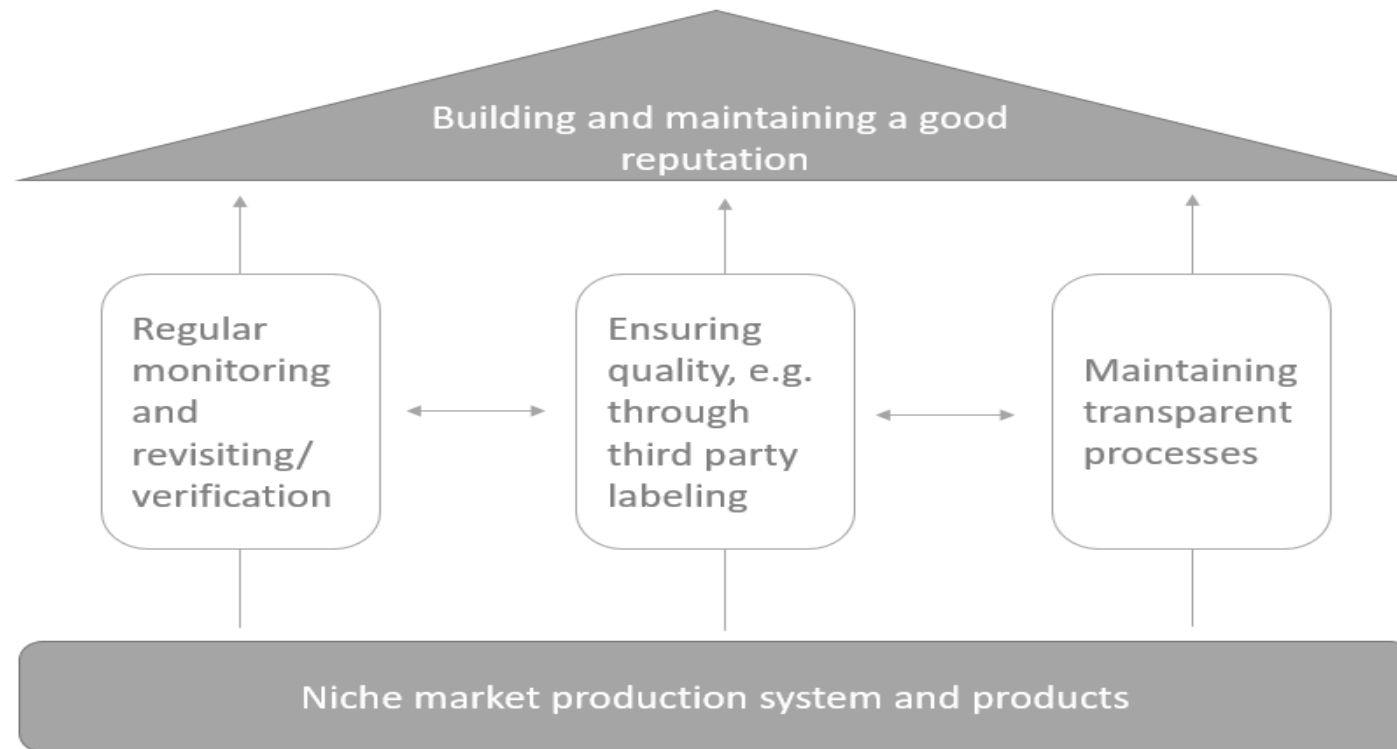 Building and maintaining a good
reputation
Regular
monitoring
and
revisiting/
verification
Ensuring
quality, e.g.
through
third party
labeling
Maintaining
transparent
processes
Niche market production system and products